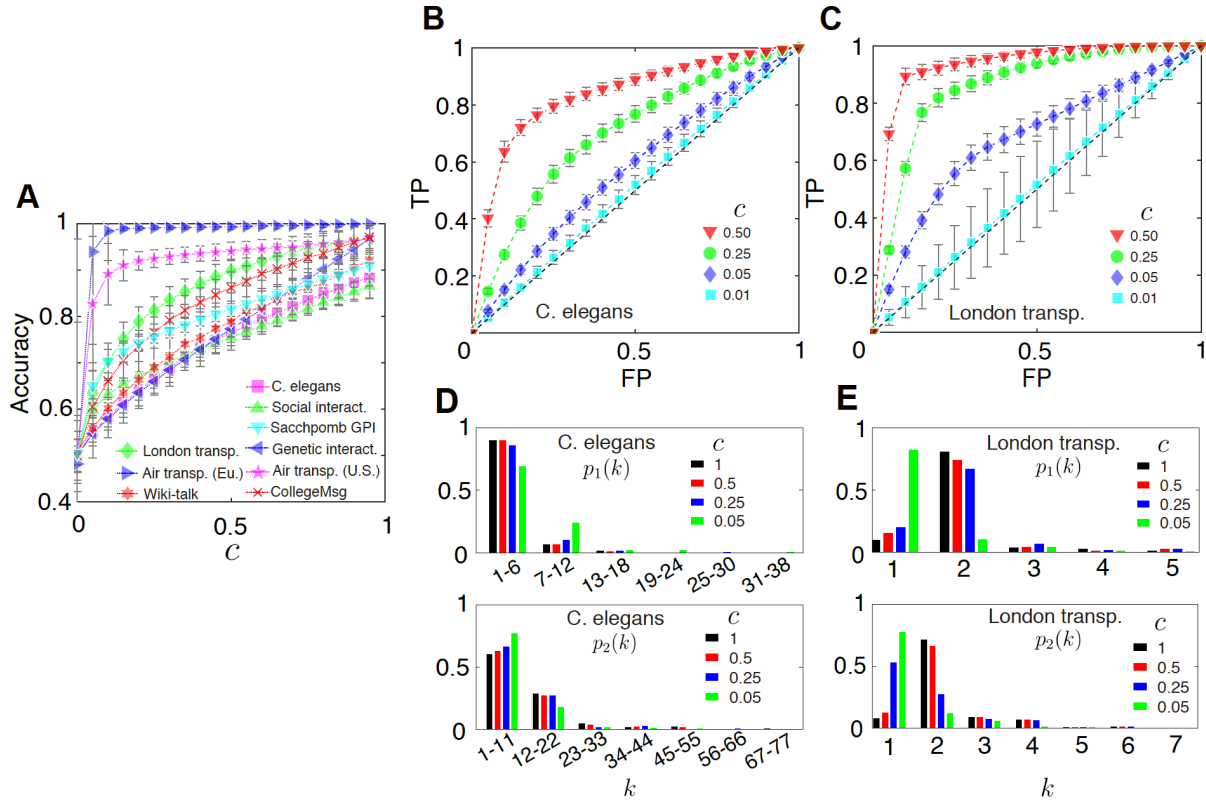 A
Accuracy
1
0.8
0.6
0.4
0
0.5
1
c
London transp.
Air transp. (Eu.)
Wiki-talk
C. elegans
Social interact.
Sacchpomb GPI
Genetic interact.
Air transp. (U.S.)
CollegeMsg
B
TP
1
0.8
0.6
0.4
0.2
0.5
1
FP
c
0.50
0.25
0.05
0.01
C. elegans
C
TP
1
0.8
0.6
0.4
0.2
0.5
1
FP
c
0.50
0.25
0.05
0.01
London transp.
D
C. elegans
p₁(k)
c
1
0.5
0.25
0.05
1
0.5
0
1-6
7-12
13-18
19-24
25-30
31-38
C. elegans
p₂(k)
c
1
0.5
0.25
0.05
1
0.5
0
1-11
12-22
23-33
34-44
45-55
56-66
67-77
k
E
London transp.
p₁(k)
c
1
0.5
0.25
0.05
1
0.5
0
1 2 3 4 5
London transp.
p₂(k)
c
1
0.5
0.25
0.05
1
0.5
0
1 2 3 4 5 6 7
k